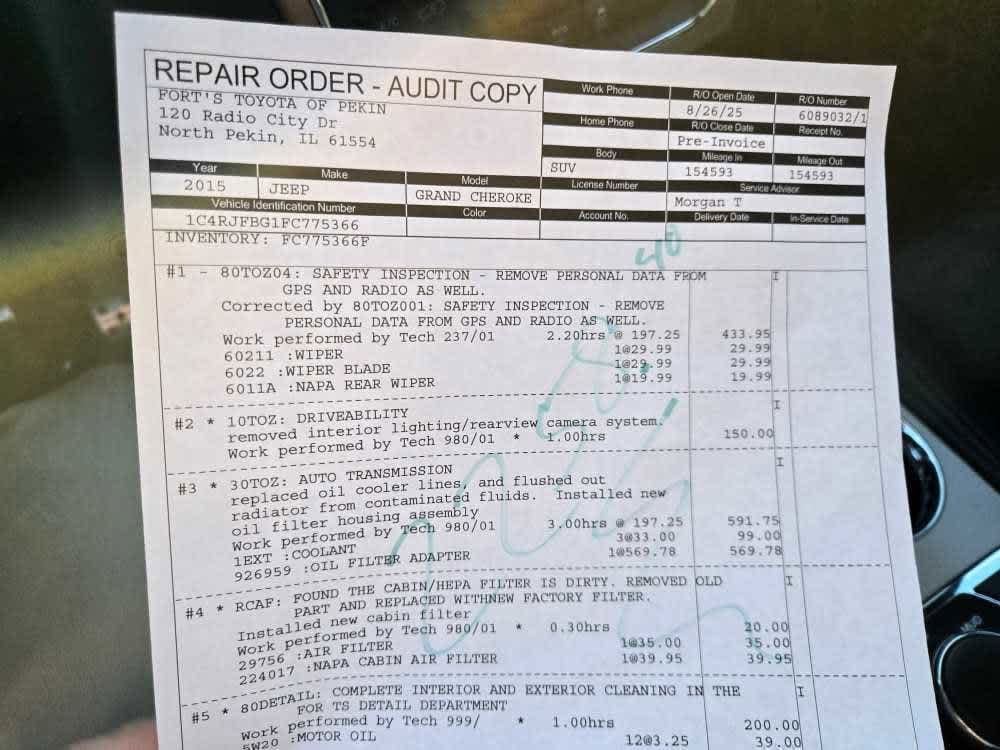 REPAIR ORDER - AUDIT COPY
FORT'S TOYOTA OF PEKIN
120 Radio City Dr
North Pekin, IL 61554
Work Phone
R/O Open Date
R/O Number
8/26/25
6089032/1
Home Phone
R/O Close Date
Receipt No.
Pre-Invoice
Body
Mileage In
Mileage Out
SUV
154593
154593
Year
Make
Model
License Number
Service Advisor
2015
JEEP
GRAND CHEROKE
Morgan T
Vehicle Identification Number
Color
Account No.
Delivery Date
In-Service Date
1C4RJFBG1FC775366
INVENTORY: FC775366F
40
#1 - 80TOZ04: SAFETY INSPECTION - REMOVE PERSONAL DATA FROM I
GPS AND RADIO AS WELL.
Corrected by 80TOZ001: SAFETY INSPECTION - REMOVE
PERSONAL DATA FROM GPS AND RADIO AS WELL.
Work performed by Tech 237/01 2.20hrs @ 197.25 433.95
60211 :WIPER 1@29.99 29.99
6022 :WIPER BLADE 1@29.99 29.99
6011A :NAPA REAR WIPER 1@19.99 19.99
#2 * 10TOZ: DRIVEABILITY I
removed interior lighting/rearview camera system.
Work performed by Tech 980/01 * 1.00hrs 150.00
#3 * 30TOZ: AUTO TRANSMISSION I
replaced oil cooler lines, and flushed out
radiator from contaminated fluids. Installed new
oil filter housing assembly
Work performed by Tech 980/01 3.00hrs @ 197.25 591.75
1EXT :COOLANT 3@33.00 99.00
926959 :OIL FILTER ADAPTER 1@569.78 569.78
#4 * RCAF: FOUND THE CABIN/HEPA FILTER IS DIRTY. REMOVED OLD I
PART AND REPLACED WITHNEW FACTORY FILTER.
Installed new cabin filter
Work performed by Tech 980/01 * 0.30hrs 20.00
29756 :AIR FILTER 1@35.00 35.00
224017 :NAPA CABIN AIR FILTER 1@39.95 39.95
#5 * 80DETAIL: COMPLETE INTERIOR AND EXTERIOR CLEANING IN THE I
FOR TS DETAIL DEPARTMENT
Work performed by Tech 999/ * 1.00hrs 200.00
5W20 :MOTOR OIL 12@3.25 39.00